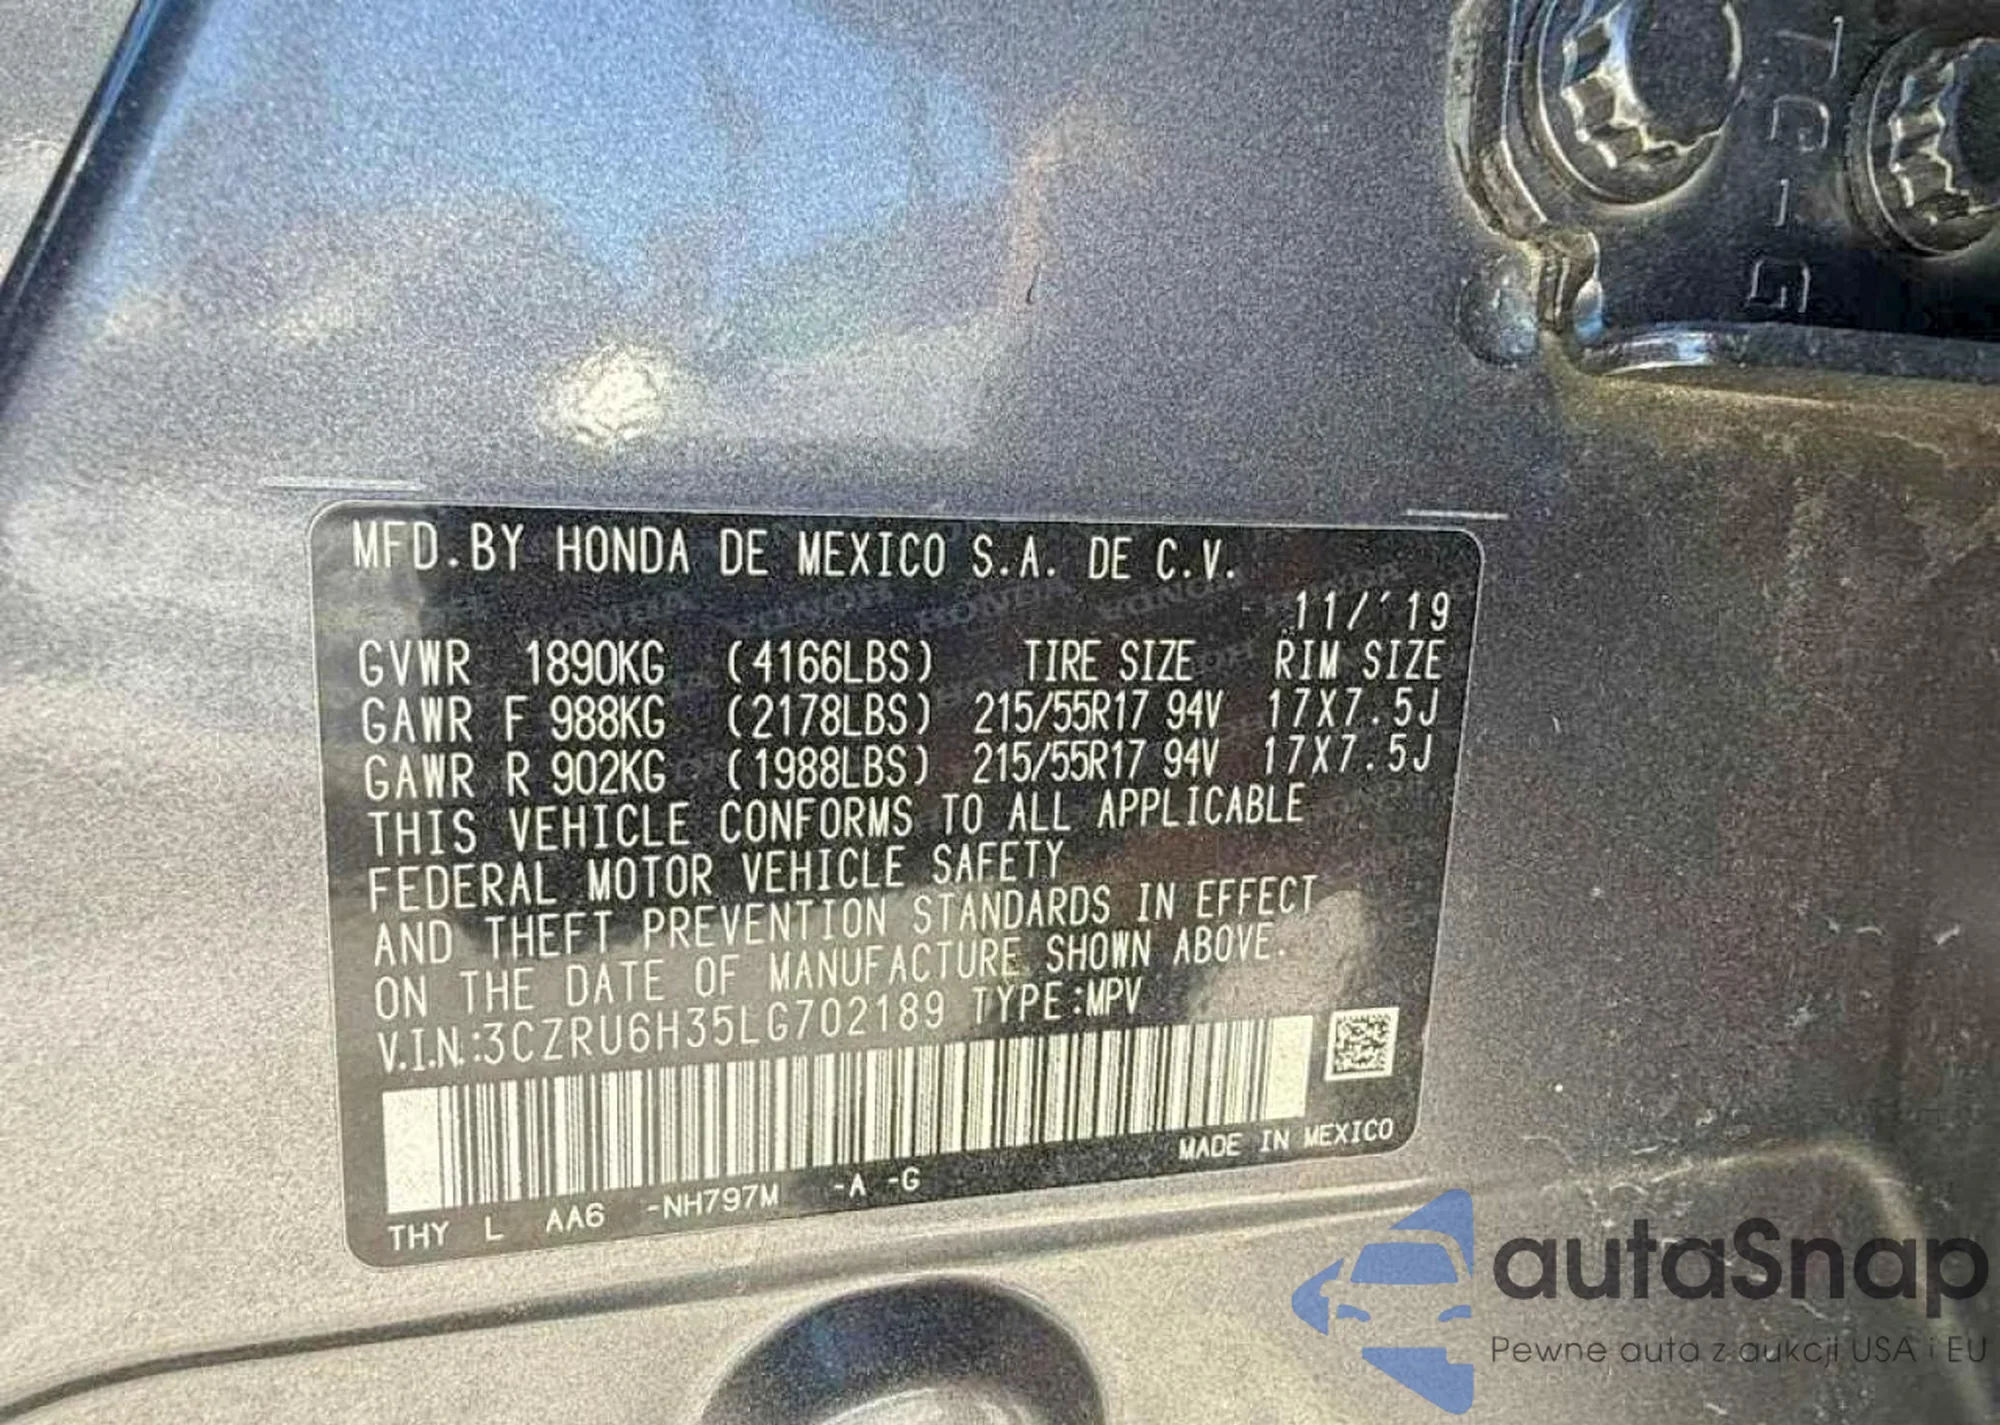 MFD.BY HONDA DE MEXICO S.A. DE C.V.
11/´19
GVWR 1890KG (4166LBS) TIRE SIZE RIM SIZE
GAWR F 988KG (2178LBS) 215/55R17 94V 17X7.5J
GAWR R 902KG (1988LBS) 215/55R17 94V 17X7.5J
THIS VEHICLE CONFORMS TO ALL APPLICABLE
FEDERAL MOTOR VEHICLE SAFETY
AND THEFT PREVENTION STANDARDS IN EFFECT
ON THE DATE OF MANUFACTURE SHOWN ABOVE.
V.I.N.:3CZRU6H35LG702189 TYPE:MPV
MADE IN MEXICO
THY L AA6 -NH797M -A -G
autaSnap
Pewne auta z aukcji USA i EU